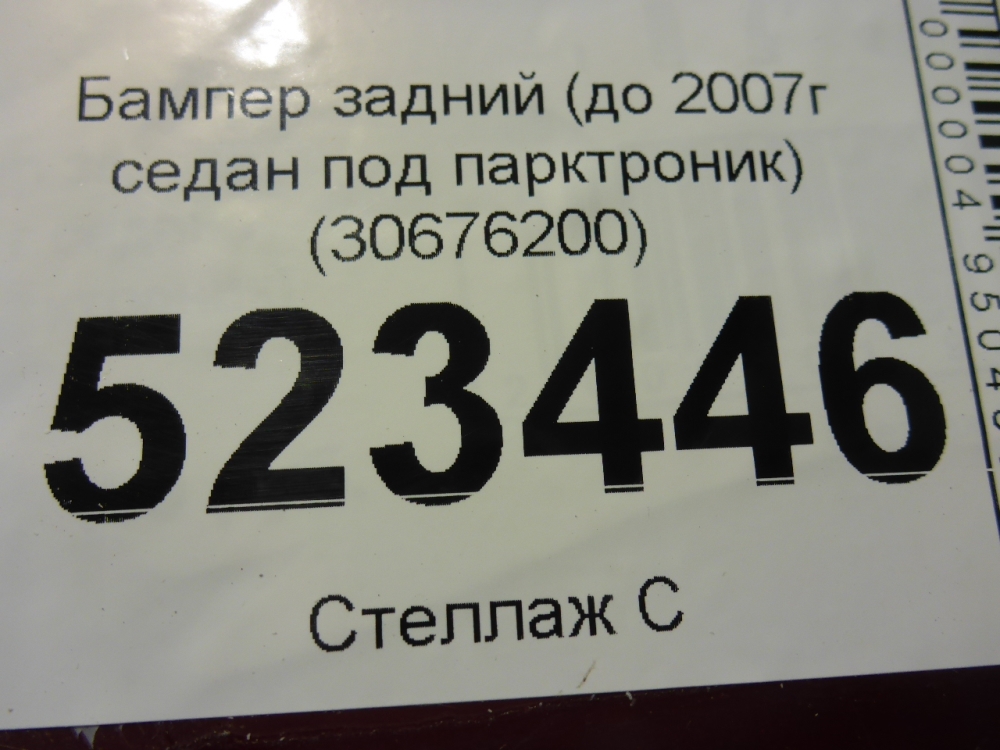 Бампер задний (до 2007г
седан под парктроник)
(30676200)
523446
Стеллаж С